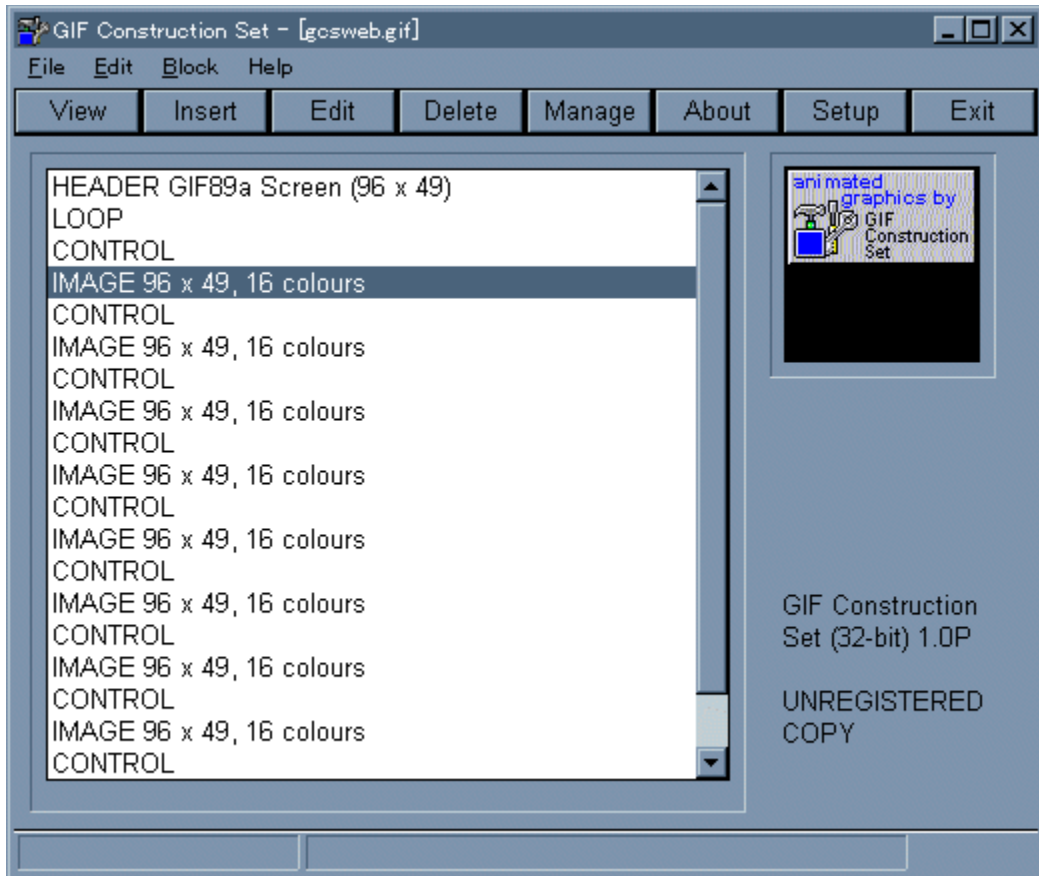 GIF Construction Set - [gcsweb.gif]
File Edit Block Help
View Insert Edit Delete Manage About Setup Exit
HEADER GIF89a Screen (96 x 49)
LOOP
CONTROL
IMAGE 96 x 49, 16 colours
CONTROL
IMAGE 96 x 49, 16 colours
CONTROL
IMAGE 96 x 49, 16 colours
CONTROL
IMAGE 96 x 49, 16 colours
CONTROL
IMAGE 96 x 49, 16 colours
CONTROL
IMAGE 96 x 49, 16 colours
CONTROL
IMAGE 96 x 49, 16 colours
CONTROL
IMAGE 96 x 49, 16 colours
CONTROL
animated
graphics by
GIF
Construction
Set
GIF Construction
Set (32-bit) 1.0P
UNREGISTERED
COPY